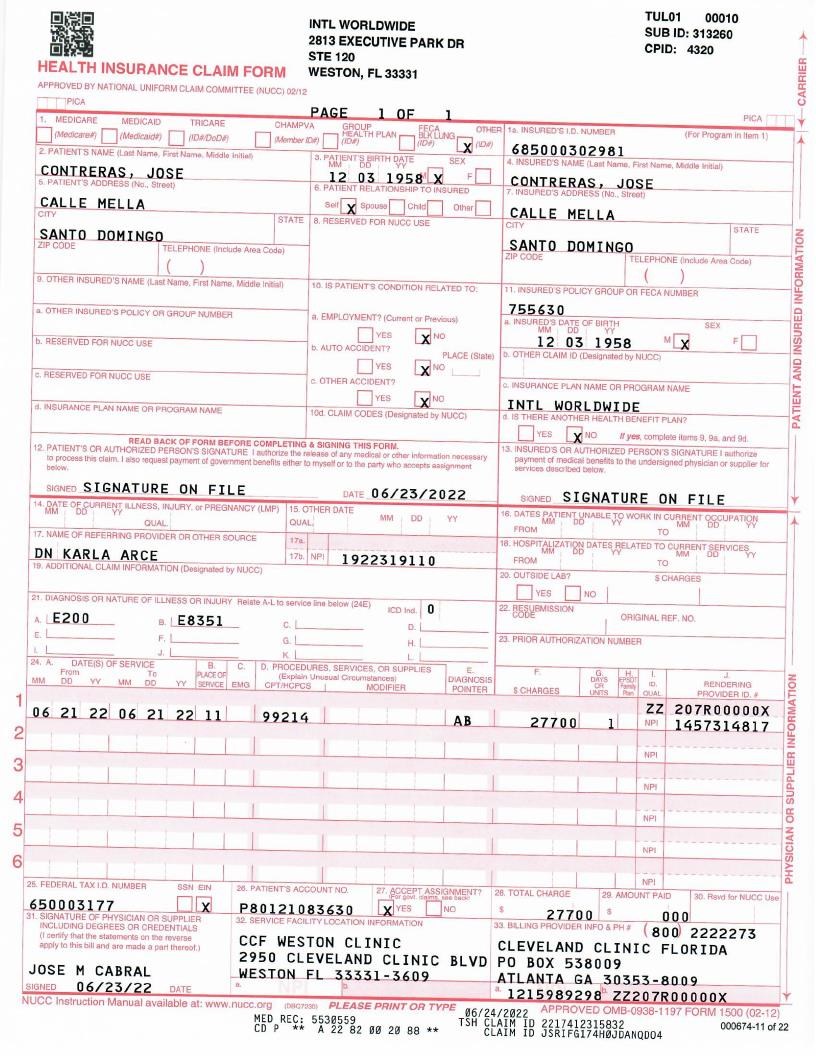 INTL WORLDWIDE
2813 EXECUTIVE PARK DR
STE 120
WESTON, FL 33331
TUL01 00010
SUB ID: 313260
CPID: 4320
HEALTH INSURANCE CLAIM FORM
APPROVED BY NATIONAL UNIFORM CLAIM COMMITTEE (NUCC) 02/12
PICA
PAGE 1 OF 1
PICA
CARRIER
1. MEDICARE MEDICAID TRICARE CHAMPVA GROUP HEALTH PLAN FECA BLK LUNG OTHER
(Medicare#) (Medicaid#) (ID#/DoD#) (Member ID#) (ID#) (ID#) X (ID#)
1a. INSURED'S I.D. NUMBER (For Program in Item 1)
685000302981
2. PATIENT'S NAME (Last Name, First Name, Middle Initial)
CONTRERAS, JOSE
3. PATIENT'S BIRTH DATE SEX
MM DD YY
12 03 1958 M X F
4. INSURED'S NAME (Last Name, First Name, Middle Initial)
CONTRERAS, JOSE
5. PATIENT'S ADDRESS (No., Street)
CALLE MELLA
6. PATIENT RELATIONSHIP TO INSURED
Self X Spouse Child Other
7. INSURED'S ADDRESS (No., Street)
CALLE MELLA
CITY STATE
SANTO DOMINGO
8. RESERVED FOR NUCC USE
CITY STATE
SANTO DOMINGO
ZIP CODE TELEPHONE (Include Area Code)
( )
ZIP CODE TELEPHONE (Include Area Code)
( )
9. OTHER INSURED'S NAME (Last Name, First Name, Middle Initial)
10. IS PATIENT'S CONDITION RELATED TO:
11. INSURED'S POLICY GROUP OR FECA NUMBER
755630
a. OTHER INSURED'S POLICY OR GROUP NUMBER
a. EMPLOYMENT? (Current or Previous)
YES X NO
a. INSURED'S DATE OF BIRTH SEX
MM DD YY
12 03 1958 M X F
b. RESERVED FOR NUCC USE
b. AUTO ACCIDENT? PLACE (State)
YES X NO
b. OTHER CLAIM ID (Designated by NUCC)
c. RESERVED FOR NUCC USE
c. OTHER ACCIDENT?
YES X NO
c. INSURANCE PLAN NAME OR PROGRAM NAME
INTL WORLDWIDE
d. INSURANCE PLAN NAME OR PROGRAM NAME
10d. CLAIM CODES (Designated by NUCC)
d. IS THERE ANOTHER HEALTH BENEFIT PLAN?
YES X NO If yes, complete items 9, 9a, and 9d.
PATIENT AND INSURED INFORMATION
READ BACK OF FORM BEFORE COMPLETING & SIGNING THIS FORM.
12. PATIENT'S OR AUTHORIZED PERSON'S SIGNATURE I authorize the release of any medical or other information necessary
to process this claim. I also request payment of government benefits either to myself or to the party who accepts assignment
below.
SIGNED SIGNATURE ON FILE DATE 06/23/2022
13. INSURED'S OR AUTHORIZED PERSON'S SIGNATURE I authorize
payment of medical benefits to the undersigned physician or supplier for
services described below.
SIGNED SIGNATURE ON FILE
14. DATE OF CURRENT ILLNESS, INJURY, or PREGNANCY (LMP)
MM DD YY QUAL.
15. OTHER DATE
QUAL. MM DD YY
16. DATES PATIENT UNABLE TO WORK IN CURRENT OCCUPATION
MM DD YY MM DD YY
FROM TO
17. NAME OF REFERRING PROVIDER OR OTHER SOURCE
DN KARLA ARCE
17a.
17b. NPI 1922319110
18. HOSPITALIZATION DATES RELATED TO CURRENT SERVICES
MM DD YY MM DD YY
FROM TO
19. ADDITIONAL CLAIM INFORMATION (Designated by NUCC)
20. OUTSIDE LAB? $ CHARGES
YES NO
21. DIAGNOSIS OR NATURE OF ILLNESS OR INJURY Relate A-L to service line below (24E) ICD Ind. 0
A. E200 B. E8351 C. D.
E. F. G. H.
I. J. K. L.
22. RESUBMISSION CODE ORIGINAL REF. NO.
23. PRIOR AUTHORIZATION NUMBER
24. A. DATE(S) OF SERVICE B. C. D. PROCEDURES, SERVICES, OR SUPPLIES E. F. G. H. I. J.
From To PLACE OF SERVICE EMG (Explain Unusual Circumstances) DIAGNOSIS POINTER $ CHARGES DAYS OR UNITS EPSDT Family Plan ID. QUAL. RENDERING PROVIDER ID. #
MM DD YY MM DD YY CPT/HCPCS MODIFIER
1 ZZ 207R00000X
06 21 22 06 21 22 11 99214 AB 27700 1 NPI 1457314817
2 NPI
3 NPI
4 NPI
5 NPI
6 NPI
PHYSICIAN OR SUPPLIER INFORMATION
25. FEDERAL TAX I.D. NUMBER SSN EIN
650003177 X
26. PATIENT'S ACCOUNT NO.
P80121083630
27. ACCEPT ASSIGNMENT?
(For govt. claims, see back)
X YES NO
28. TOTAL CHARGE
$ 27700
29. AMOUNT PAID
$ 000
30. Rsvd for NUCC Use
31. SIGNATURE OF PHYSICIAN OR SUPPLIER
INCLUDING DEGREES OR CREDENTIALS
(I certify that the statements on the reverse
apply to this bill and are made a part thereof.)
JOSE M CABRAL
SIGNED 06/23/22 DATE
32. SERVICE FACILITY LOCATION INFORMATION
CCF WESTON CLINIC
2950 CLEVELAND CLINIC BLVD
WESTON FL 33331-3609
a. NPI b.
33. BILLING PROVIDER INFO & PH # (800) 2222273
CLEVELAND CLINIC FLORIDA
PO BOX 538009
ATLANTA GA 30353-8009
a. 1215989298 b. ZZ207R00000X
NUCC Instruction Manual available at: www.nucc.org PLEASE PRINT OR TYPE APPROVED OMB-0938-1197 FORM 1500 (02-12)
06/24/2022
MED REC: 5530559 TSH CLAIM ID 2217412315832 000674-11 of 22
CD P ** A 22 82 00 20 88 ** CLAIM ID JSRIFG174H0JDANQD04